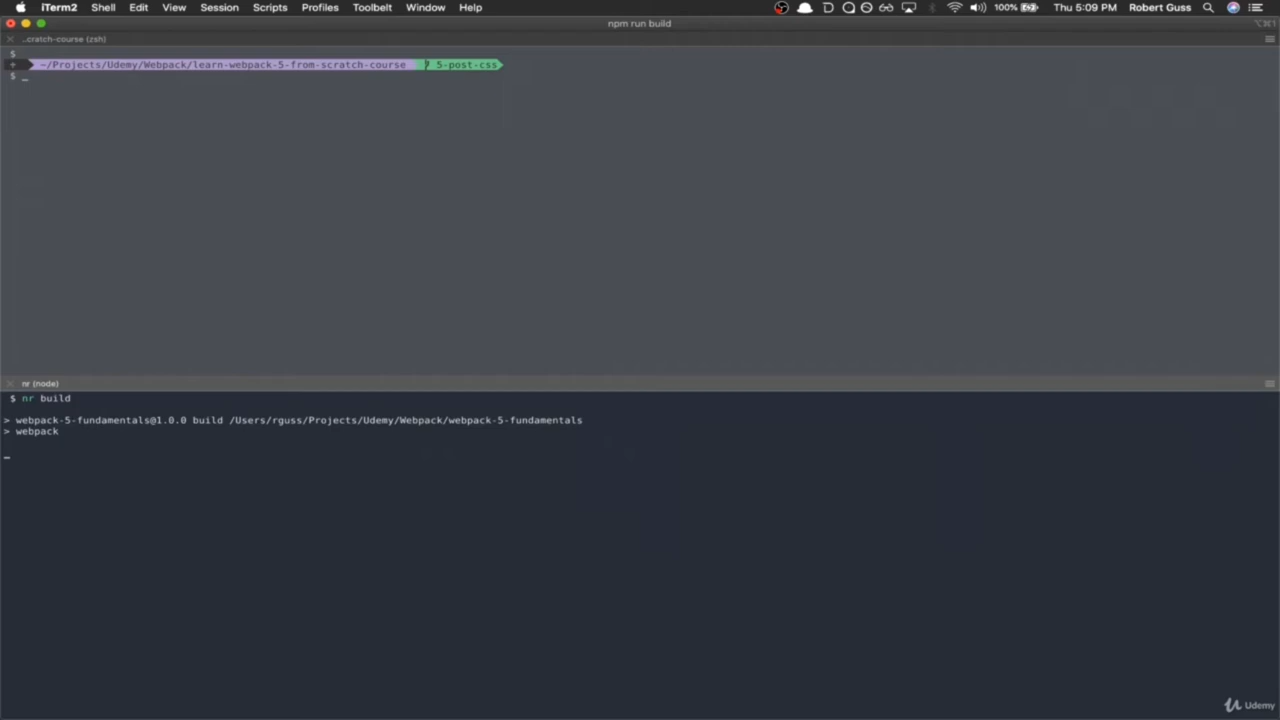 iTerm2 Shell Edit View Session Scripts Profiles Toolbelt Window Help 100% Thu 5:09 PM Robert Guss
npm run build
..cratch-course (zsh)
$
~/Projects/Udemy/Webpack/learn-webpack-5-from-scratch-course 5-post-css
$ _
nr (node)
$ nr build
> webpack-5-fundamentals@1.0.0 build /Users/rguss/Projects/Udemy/Webpack/webpack-5-fundamentals
> webpack
_
Udemy